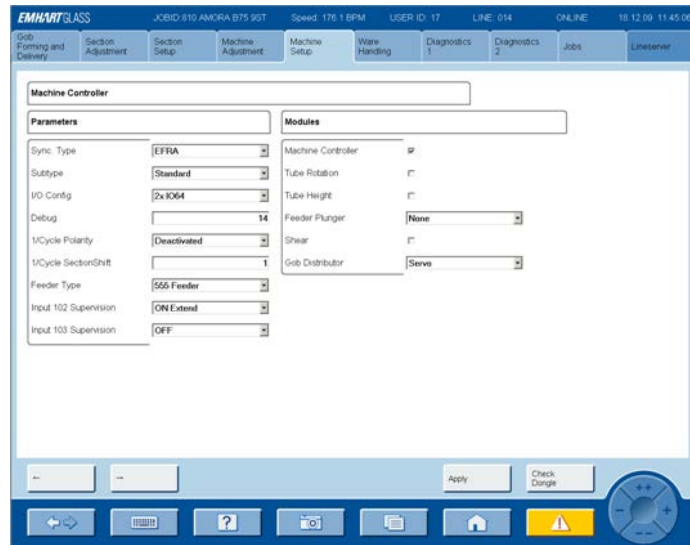 EMHARTGLASS JOBID:810 AMORA B75 95T Speed: 176.1 BPM USER ID: 17 LINE: 014 ONLINE 18.12.09 11:45:06
Gob Forming and Delivery
Section Adjustment
Section Setup
Machine Adjustment
Machine Setup
Ware Handling
Diagnostics 1
Diagnostics 2
Jobs
Lineserver
Machine Controller
Parameters
Sync. Type EFRA
Subtype Standard
I/O Config 2x IO64
Debug 14
1/Cycle Polarity Deactivated
1/Cycle SectionShift 1
Feeder Type 555 Feeder
Input 102 Supervision ON Extend
Input 103 Supervision OFF
Modules
Machine Controller
Tube Rotation
Tube Height
Feeder Plunger None
Shear
Gob Distributor Servo
Apply
Check Dongle
?
++
- +
--